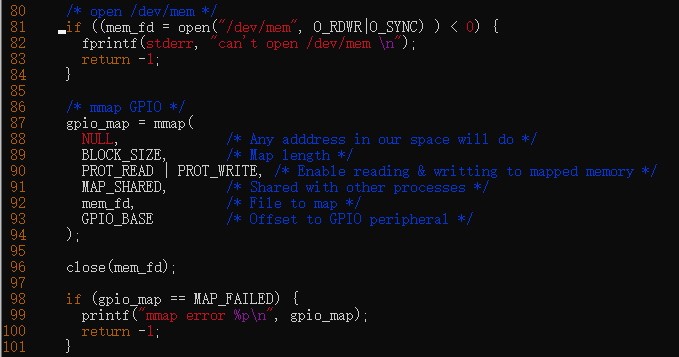 80 /* open /dev/mem */
81 if ((mem_fd = open("/dev/mem", O_RDWR|O_SYNC) ) < 0) {
82 fprintf(stderr, "can't open /dev/mem \n");
83 return -1;
84 }
85
86 /* mmap GPIO */
87 gpio_map = mmap(
88 NULL, /* Any adddress in our space will do */
89 BLOCK_SIZE, /* Map length */
90 PROT_READ | PROT_WRITE, /* Enable reading & writting to mapped memory */
91 MAP_SHARED, /* Shared with other processes */
92 mem_fd, /* File to map */
93 GPIO_BASE /* Offset to GPIO peripheral */
94 );
95
96 close(mem_fd);
97
98 if (gpio_map == MAP_FAILED) {
99 printf("mmap error %p\n", gpio_map);
100 return -1;
101 }